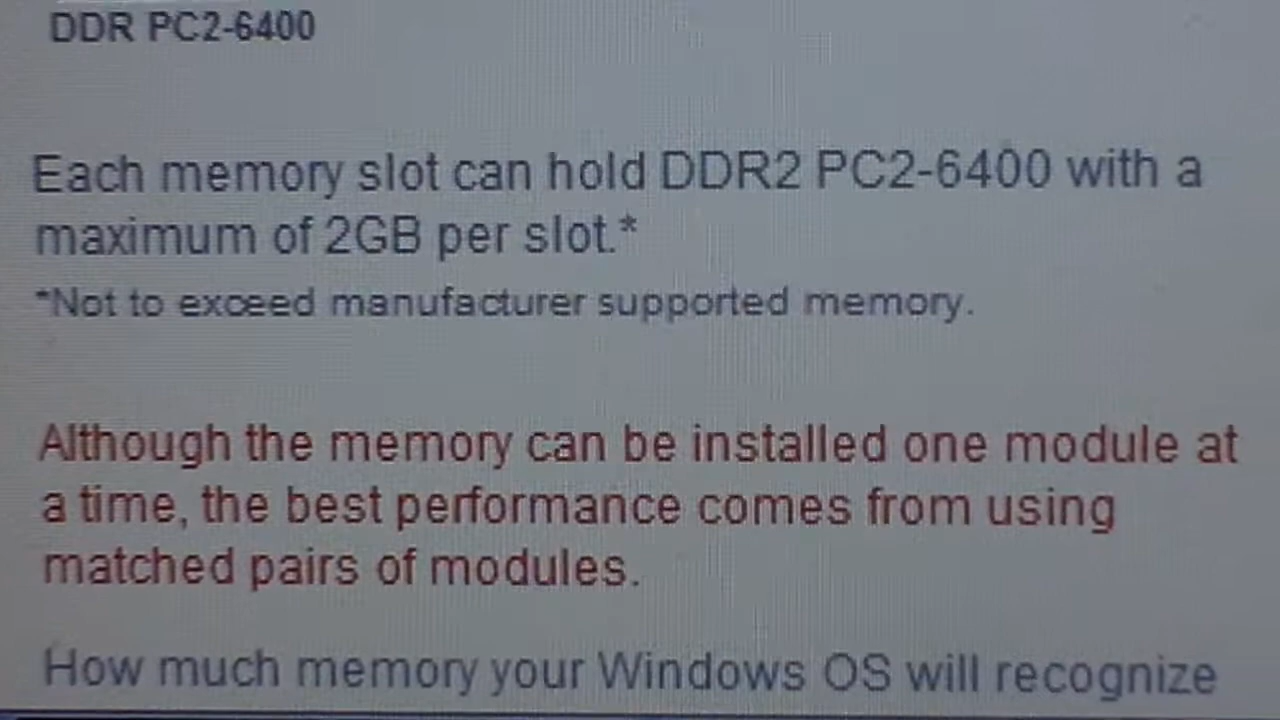 DDR PC2-6400
Each memory slot can hold DDR2 PC2-6400 with a
maximum of 2GB per slot.*
*Not to exceed manufacturer supported memory.
Although the memory can be installed one module at
a time, the best performance comes from using
matched pairs of modules.
How much memory your Windows OS will recognize